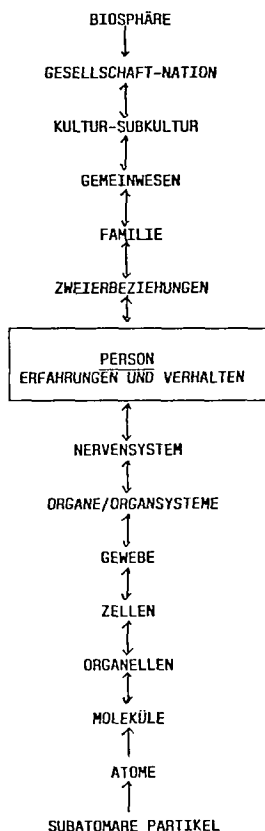 BIOSPHÄRE
GESELLSCHAFT-NATION
KULTUR-SUBKULTUR
GEMEINWESEN
FAMILIE
ZWEIERBEZIEHUNGEN
PERSON
ERFAHRUNGEN UND VERHALTEN
NERVENSYSTEM
ORGANE/ORGANSYSTEME
GEWEBE
ZELLEN
ORGANELLEN
MOLEKÜLE
ATOME
SUBATOMARE PARTIKEL